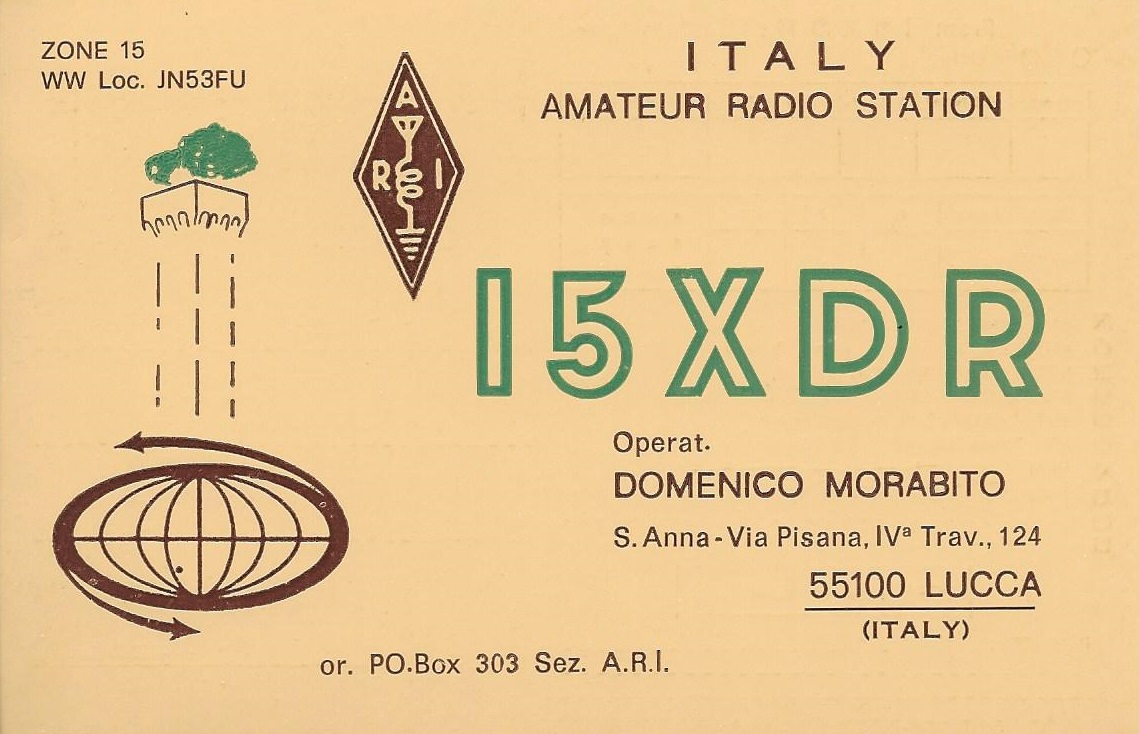 ZONE 15
WW Loc. JN53FU
ITALY
AMATEUR RADIO STATION
A
R I
I5XDR
Operat.
DOMENICO MORABITO
S. Anna - Via Pisana, IVª Trav., 124
55100 LUCCA
(ITALY)
or. PO.Box 303 Sez. A.R.I.